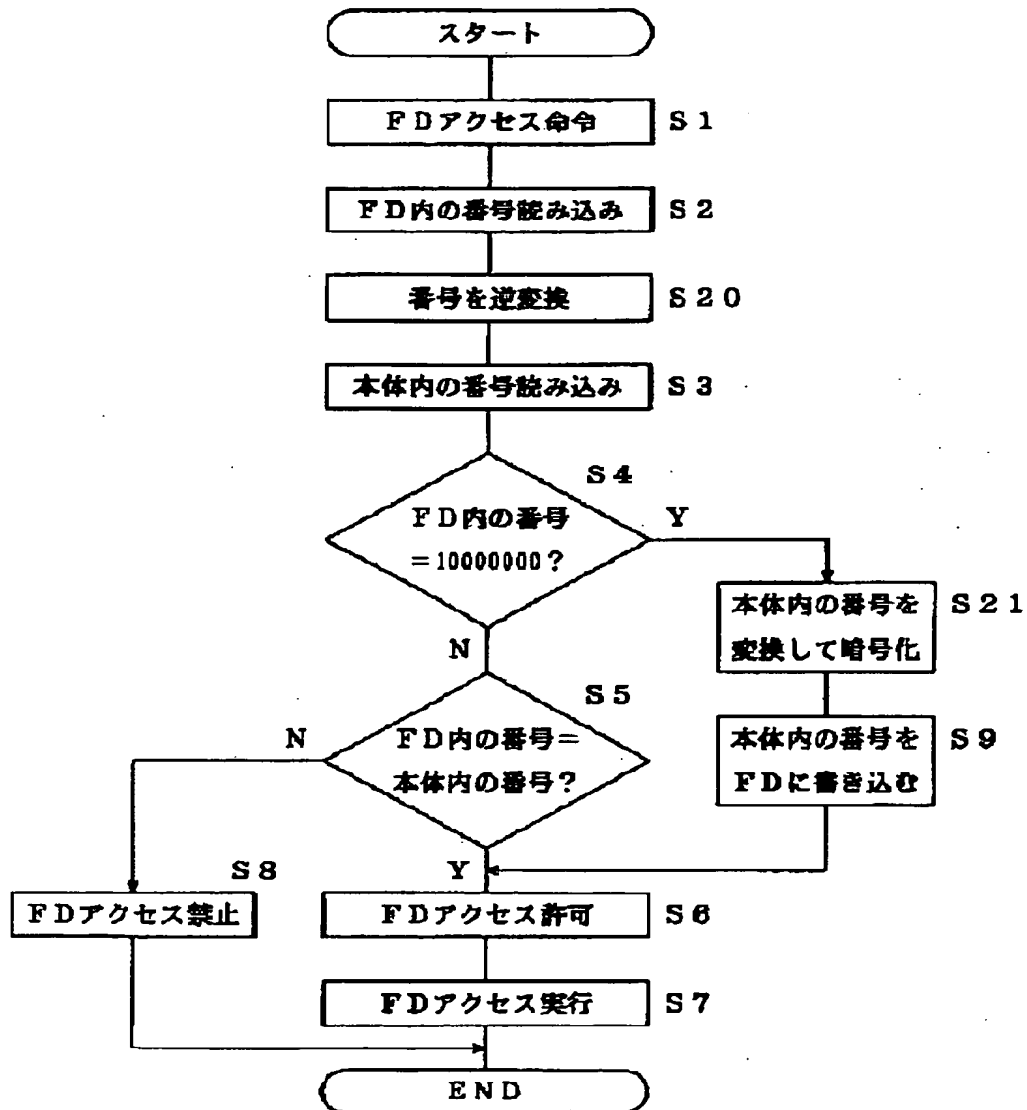 スタート
FDアクセス命令 S1
FD内の番号読み込み S2
番号を逆変換 S20
本体内の番号読み込み S3
S4
FD内の番号
=10000000?
Y
N
本体内の番号を
変換して暗号化
S21
S5
FD内の番号=
本体内の番号?
N
Y
本体内の番号を
FDに書き込む
S9
S8
FDアクセス禁止
FDアクセス許可 S6
FDアクセス実行 S7
END